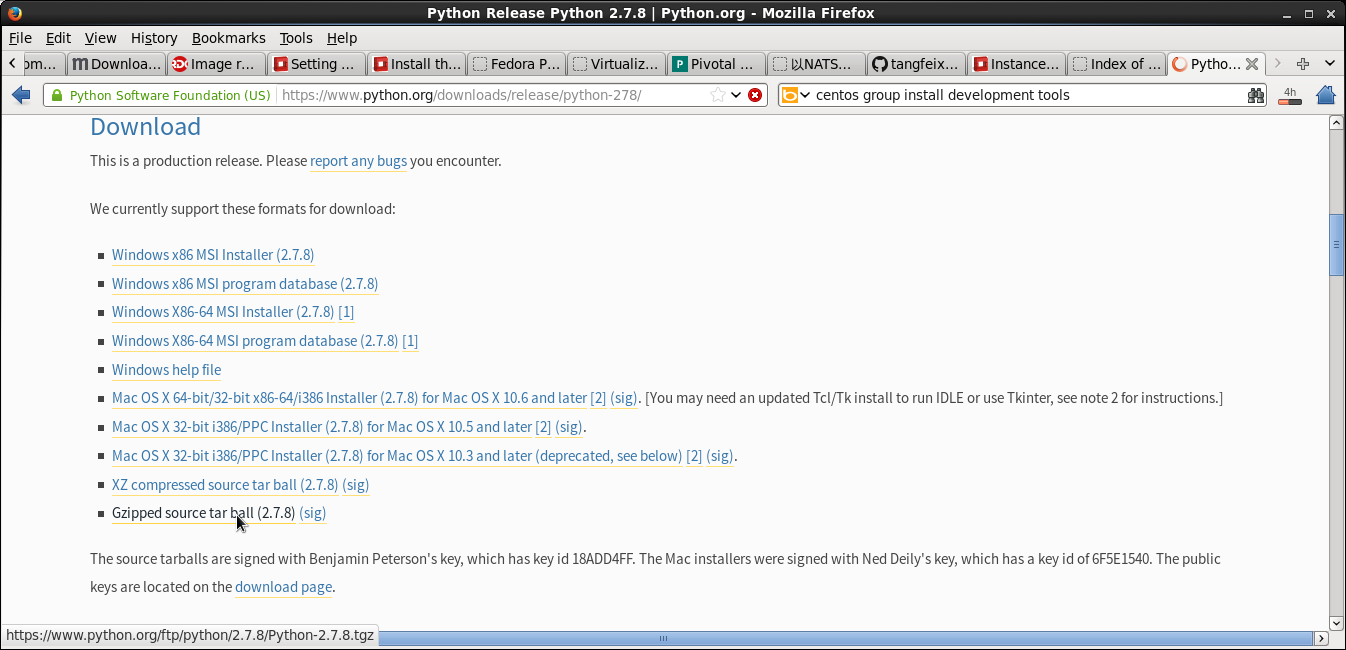 Python Release Python 2.7.8 | Python.org - Mozilla Firefox
File Edit View History Bookmarks Tools Help
om... Downloa... Image r... Setting ... Install th... Fedora P... Virtualiz... Pivotal ... 以NATS... tangfeix... Instance... Index of ... Pytho...
Python Software Foundation (US) https://www.python.org/downloads/release/python-278/ centos group install development tools 4h
Download
This is a production release. Please report any bugs you encounter.
We currently support these formats for download:
Windows x86 MSI Installer (2.7.8)
Windows x86 MSI program database (2.7.8)
Windows X86-64 MSI Installer (2.7.8) [1]
Windows X86-64 MSI program database (2.7.8) [1]
Windows help file
Mac OS X 64-bit/32-bit x86-64/i386 Installer (2.7.8) for Mac OS X 10.6 and later [2] (sig). [You may need an updated Tcl/Tk install to run IDLE or use Tkinter, see note 2 for instructions.]
Mac OS X 32-bit i386/PPC Installer (2.7.8) for Mac OS X 10.5 and later [2] (sig).
Mac OS X 32-bit i386/PPC Installer (2.7.8) for Mac OS X 10.3 and later (deprecated, see below) [2] (sig).
XZ compressed source tar ball (2.7.8) (sig)
Gzipped source tar ball (2.7.8) (sig)
The source tarballs are signed with Benjamin Peterson's key, which has key id 18ADD4FF. The Mac installers were signed with Ned Deily's key, which has a key id of 6F5E1540. The public
keys are located on the download page.
https://www.python.org/ftp/python/2.7.8/Python-2.7.8.tgz